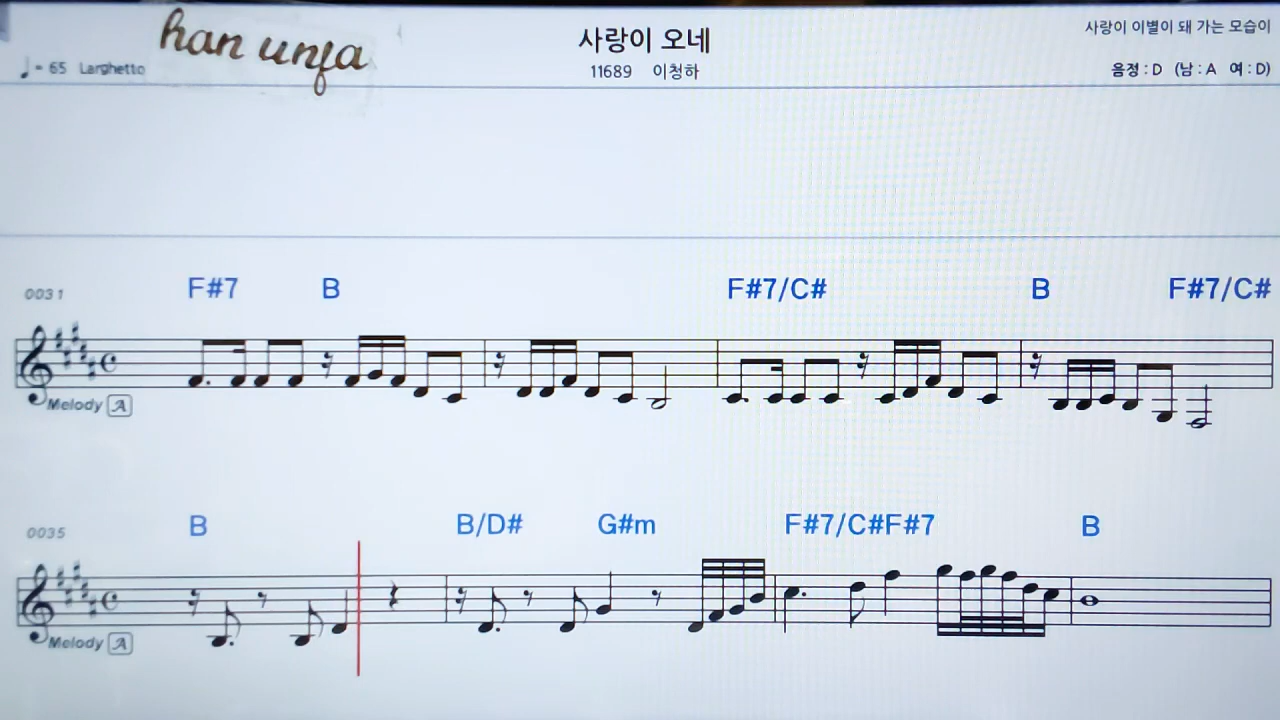 han unfa
사랑이 오네
사랑이 이별이 돼 가는 모습이
♩= 65 Larghetto
11689 이청하
음정 : D (남 : A 여 : D)
0031 F#7 B F#7/C# B F#7/C#
Melody A
0035 B B/D# G#m F#7/C#F#7 B
Melody A